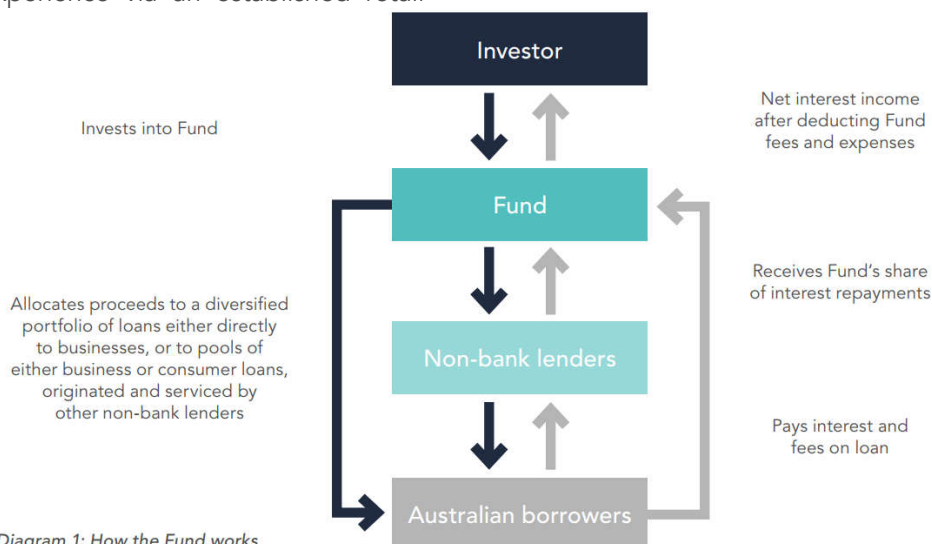 via an established
Investor
Invests into Fund
Net interest income
after deducting Fund
fees and expenses
Fund
Allocates proceeds to a diversified
portfolio of loans either directly
to businesses, or to pools of
either business or consumer loans,
originated and serviced by
other non-bank lenders
Receives Fund's share
of interest repayments
Non-bank lenders
Pays interest and
fees on loan
Australian borrowers
Diagram 1: How the Fund works